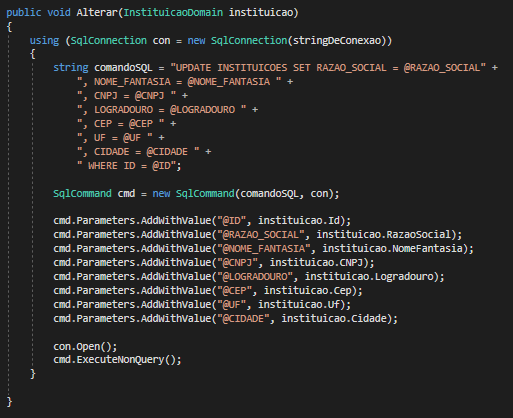 public void Alterar(InstituicaoDomain instituicao)
{
using (SqlConnection con = new SqlConnection(stringDeConexao))
{
string comandoSQL = "UPDATE INSTITUICOES SET RAZAO_SOCIAL = @RAZAO_SOCIAL" +
", NOME_FANTASIA = @NOME_FANTASIA " +
", CNPJ = @CNPJ " +
", LOGRADOURO = @LOGRADOURO " +
", CEP = @CEP " +
", UF = @UF " +
", CIDADE = @CIDADE " +
" WHERE ID = @ID";
SqlCommand cmd = new SqlCommand(comandoSQL, con);
cmd.Parameters.AddWithValue("@ID", instituicao.Id);
cmd.Parameters.AddWithValue("@RAZAO_SOCIAL", instituicao.RazaoSocial);
cmd.Parameters.AddWithValue("@NOME_FANTASIA", instituicao.NomeFantasia);
cmd.Parameters.AddWithValue("@CNPJ", instituicao.CNPJ);
cmd.Parameters.AddWithValue("@LOGRADOURO", instituicao.Logradouro);
cmd.Parameters.AddWithValue("@CEP", instituicao.Cep);
cmd.Parameters.AddWithValue("@UF", instituicao.Uf);
cmd.Parameters.AddWithValue("@CIDADE", instituicao.Cidade);
con.Open();
cmd.ExecuteNonQuery();
}
}